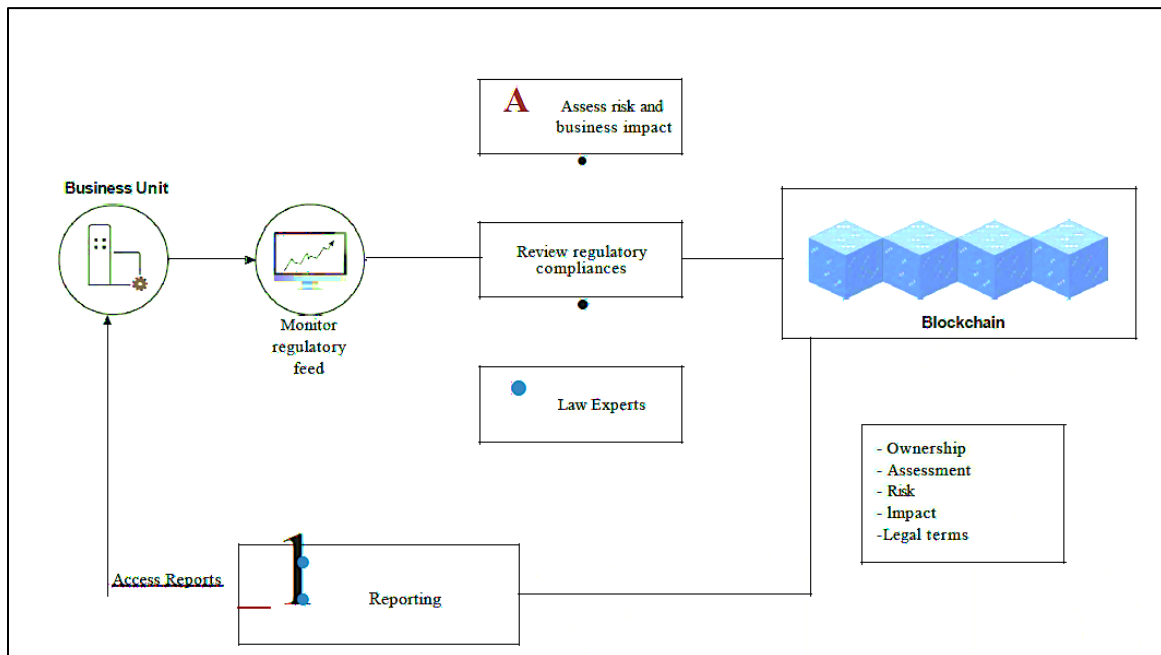 A
Assess risk and
business impact
Business Unit
Monitor
regulatory
feed
Review regulatory
compliances
Blockchain
Law Experts
- Ownership
- Assessment
- Risk
- Impact
-Legal terms
Access Reports
1
Reporting